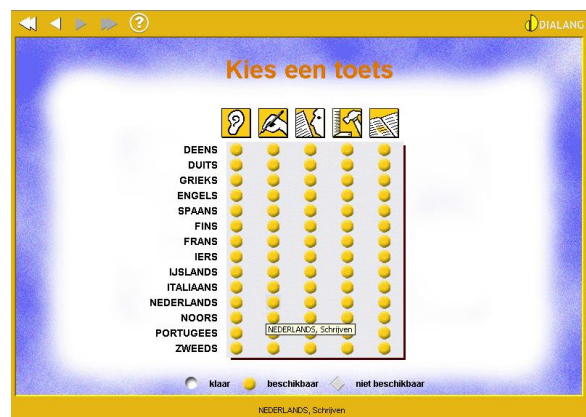 DIALANG
Kies een toets
DEENS
DUITS
GRIEKS
ENGELS
SPAANS
FINS
FRANS
IERS
IJSLANDS
ITALIAANS
NEDERLANDS
NOORS
NEDERLANDS, Schrijven
PORTUGEES
ZWEEDS
klaar beschikbaar niet beschikbaar
NEDERLANDS, Schrijven